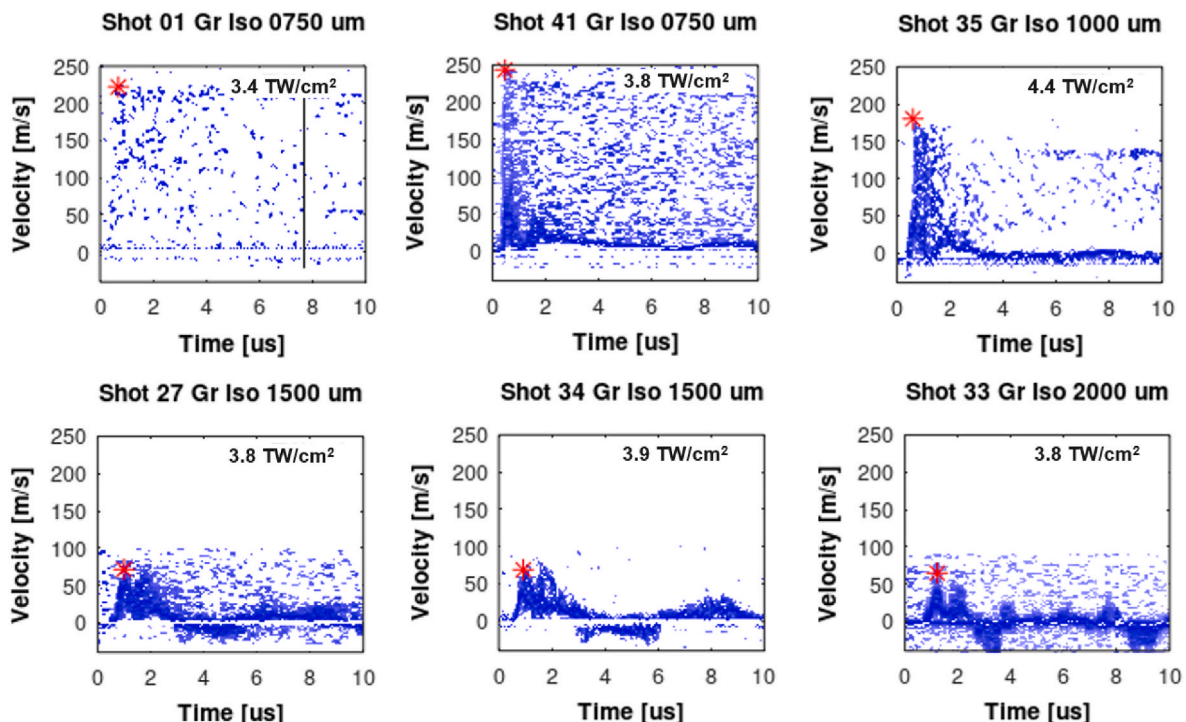 Shot 01 Gr Iso 0750 um
Shot 41 Gr Iso 0750 um
Shot 35 Gr Iso 1000 um
Velocity [m/s]
250
200
150
100
50
0
3.4 TW/cm²
0 2 4 6 8 10
Time [us]
Velocity [m/s]
250
200
150
100
50
0
3.8 TW/cm²
0 2 4 6 8 10
Time [us]
Velocity [m/s]
250
200
150
100
50
0
4.4 TW/cm²
0 2 4 6 8 10
Time [us]
Shot 27 Gr Iso 1500 um
Shot 34 Gr Iso 1500 um
Shot 33 Gr Iso 2000 um
Velocity [m/s]
250
200
150
100
50
0
3.8 TW/cm²
0 2 4 6 8 10
Time [us]
Velocity [m/s]
250
200
150
100
50
0
3.9 TW/cm²
0 2 4 6 8 10
Time [us]
Velocity [m/s]
250
200
150
100
50
0
3.8 TW/cm²
0 2 4 6 8 10
Time [us]